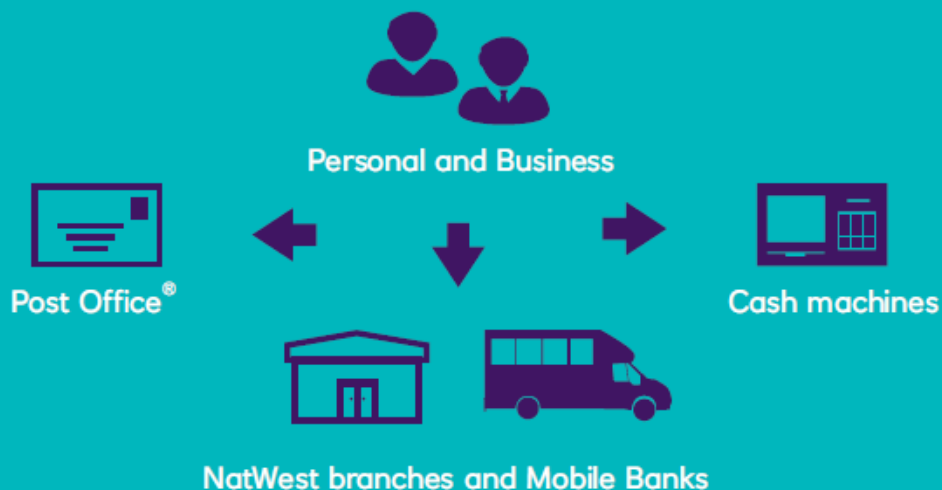 Personal and Business
Post Office®
Cash machines
NatWest branches and Mobile Banks